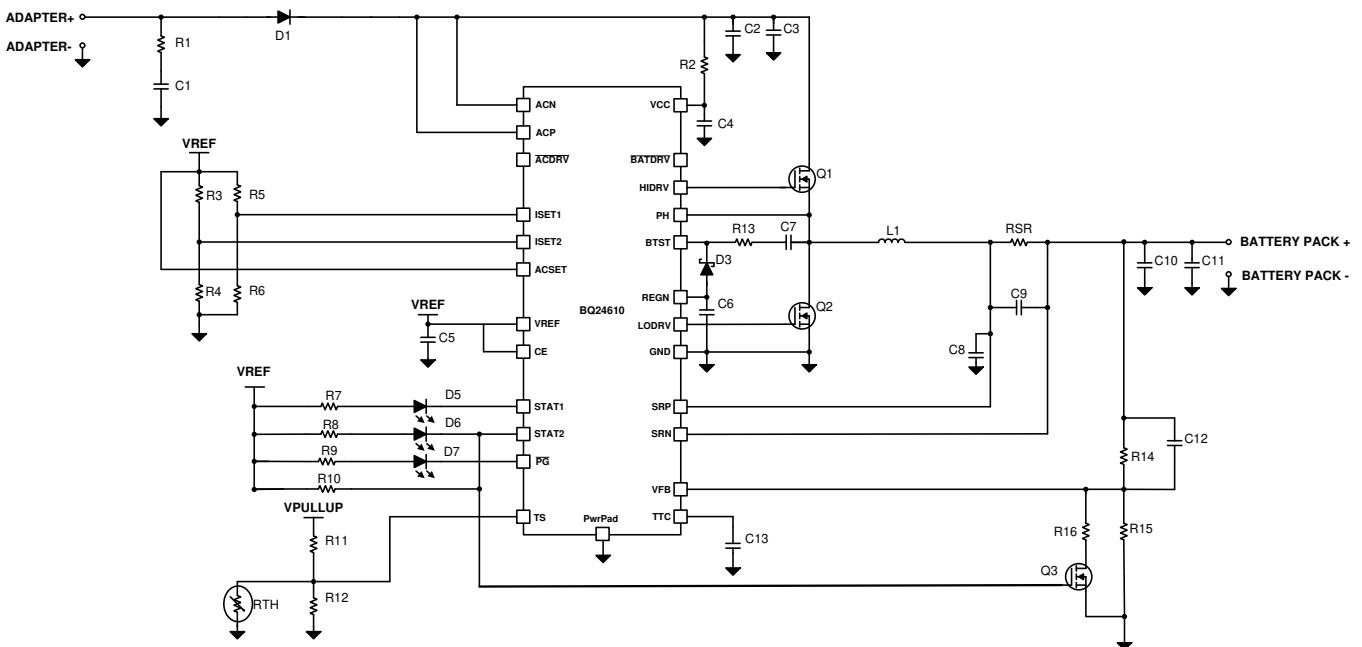 ADAPTER+
ADAPTER-
R1
C1
D1
R2
C2
C3
C4
VREF
R3
R5
R4
R6
VREF
C5
VREF
R7
D5
R8
D6
R9
D7
R10
VPULLUP
R11
R12
RTH
ACN
ACP
ACDRV
ISET1
ISET2
ACSET
VREF
CE
STAT1
STAT2
PG
TS
BQ24610
PwrPad
VCC
BATDRV
HIDRV
PH
BTST
REGN
LODRV
GND
SRP
SRN
VFB
TTC
Q1
R13
C7
D3
C6
Q2
L1
RSR
C9
C8
C10
C11
BATTERY PACK +
BATTERY PACK -
C12
R14
R15
R16
Q3
C13